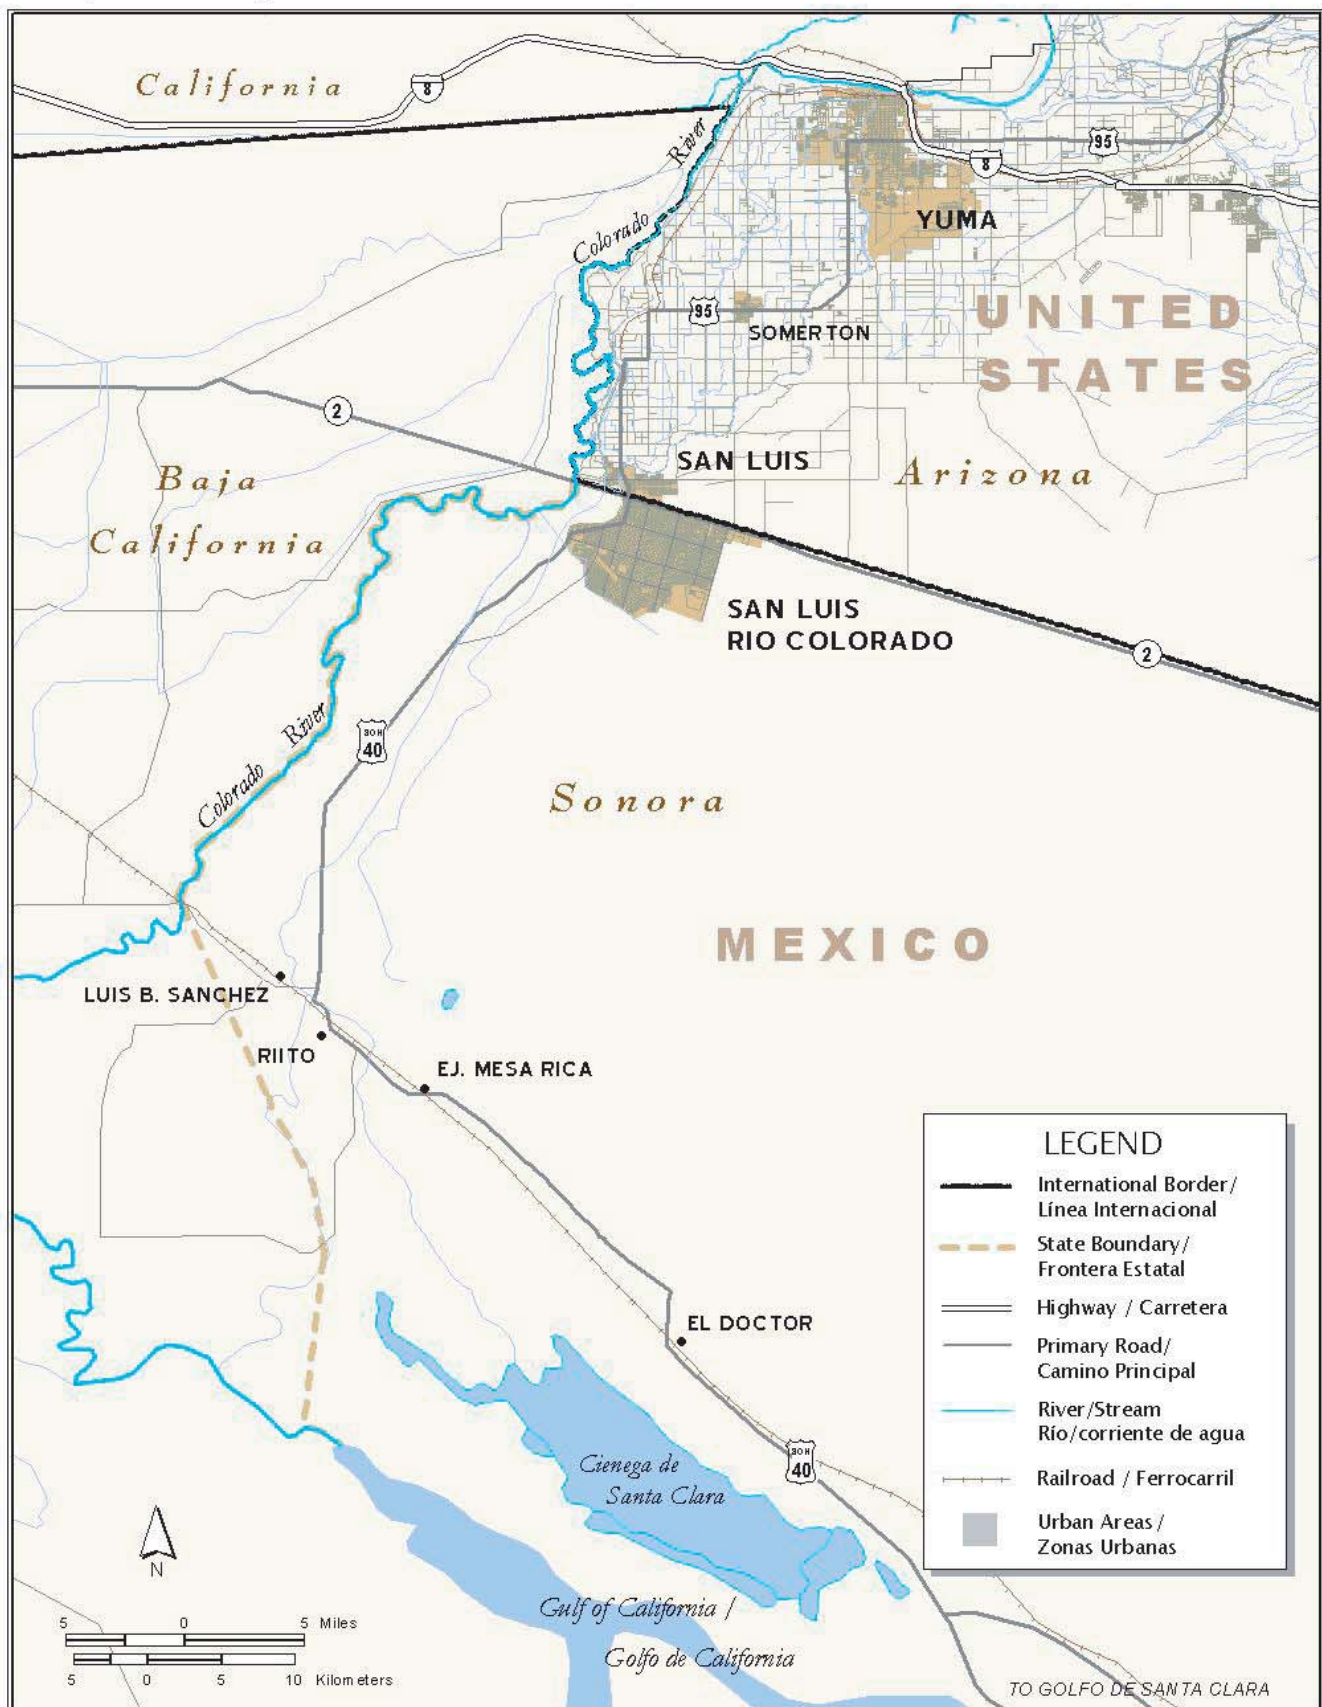 California
8
Colorado River
95
8
YUMA
UNITED
STATES
95
SOMERTON
2
SAN LUIS
Arizona
Baja
California
SAN LUIS
RIO COLORADO
2
SON
40
Colorado River
Sonora
MEXICO
LUIS B. SANCHEZ
RIITO
EJ. MESA RICA
LEGEND
International Border/
Línea Internacional
State Boundary/
Frontera Estatal
Highway / Carretera
Primary Road/
Camino Principal
River/Stream
Río/corriente de agua
Railroad / Ferrocarril
Urban Areas/
Zonas Urbanas
EL DOCTOR
SON
40
Cienega de
Santa Clara
N
Gulf of California /
Golfo de California
5 0 5 Miles
5 0 5 10 Kilometers
TO GOLFO DE SANTA CLARA